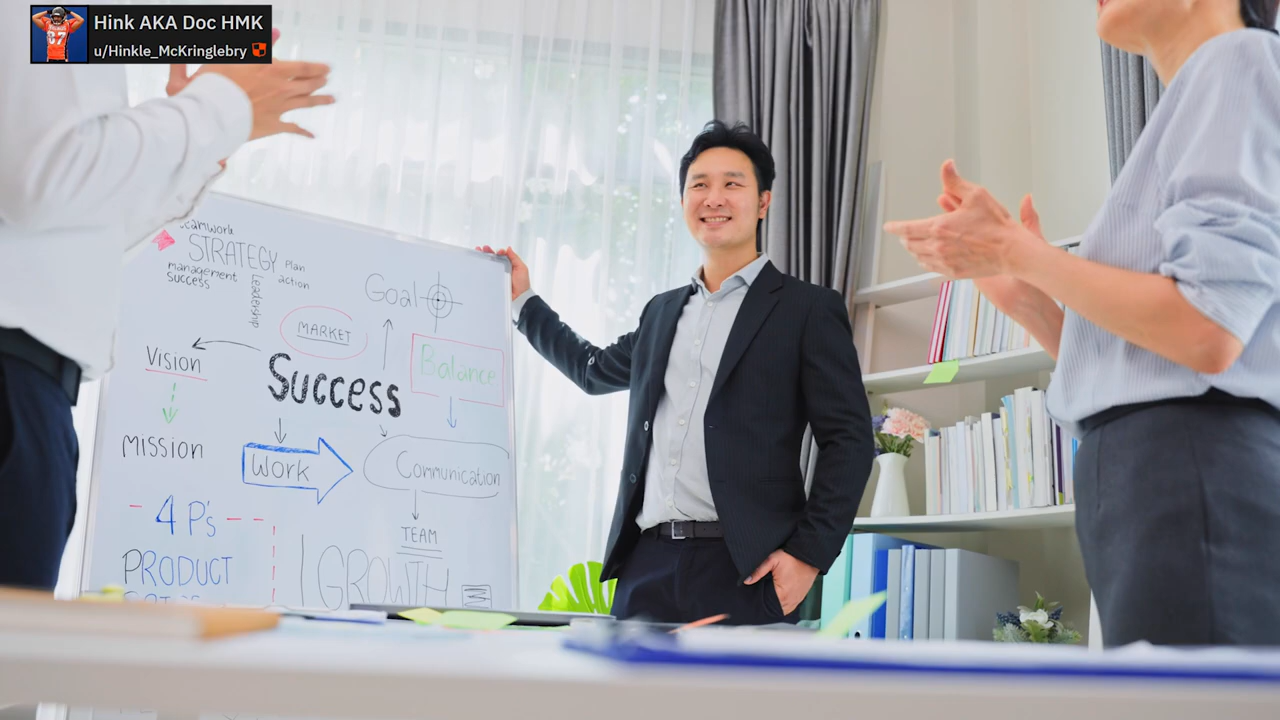 Hink AKA Doc HMK
u/Hinkle_McKringlebry
STRATEGY
Plan
management
action
Success
Leadership
Goal
MARKET
Vision
Balance
Success
Mission
Work
Communication
4 P's
TEAM
PRODUCT
GROWTH